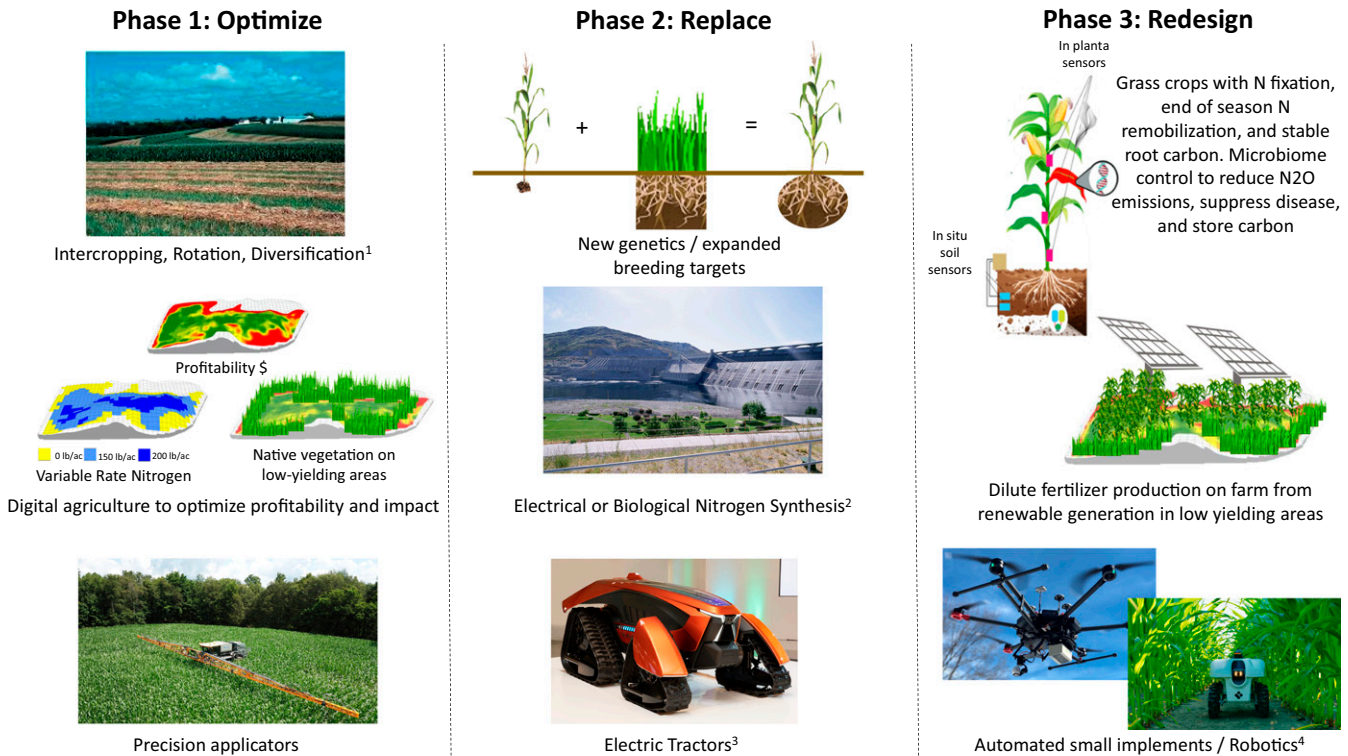 Phase 1: Optimize
Intercropping, Rotation, Diversification1
Profitability $
0 lb/ac 150 lb/ac 200 lb/ac
Variable Rate Nitrogen
Native vegetation on
low-yielding areas
Digital agriculture to optimize profitability and impact
Precision applicators
Phase 2: Replace
+ =
New genetics / expanded
breeding targets
Electrical or Biological Nitrogen Synthesis2
Electric Tractors3
Phase 3: Redesign
In planta
sensors
Grass crops with N fixation,
end of season N
remobilization, and stable
root carbon. Microbiome
control to reduce N2O
emissions, suppress disease,
and store carbon
In situ
soil
sensors
Dilute fertilizer production on farm from
renewable generation in low yielding areas
Automated small implements / Robotics4